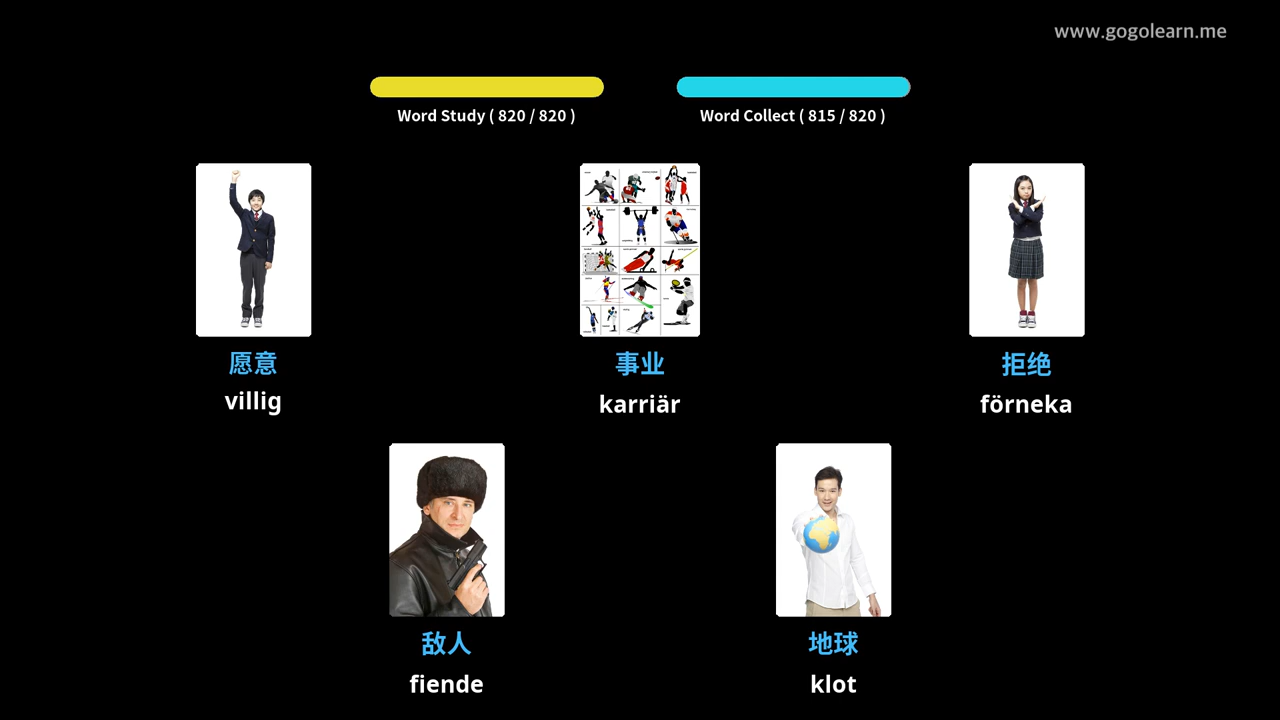 www.gogolearn.me
Word Study ( 820 / 820 )
Word Collect ( 815 / 820 )
愿意
事业
拒绝
villig
karriär
förneka
敌人
地球
fiende
klot